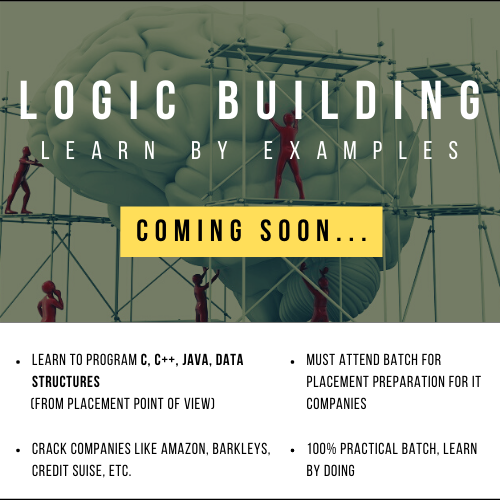 LOGIC BUILDING
LEARN BY EXAMPLES
COMING SOON...
• LEARN TO PROGRAM C, C++, JAVA, DATA
STRUCTURES
(FROM PLACEMENT POINT OF VIEW)
• CRACK COMPANIES LIKE AMAZON, BARKLEYS,
CREDIT SUISE, ETC.
• MUST ATTEND BATCH FOR
PLACEMENT PREPARATION FOR IT
COMPANIES
• 100% PRACTICAL BATCH, LEARN
BY DOING